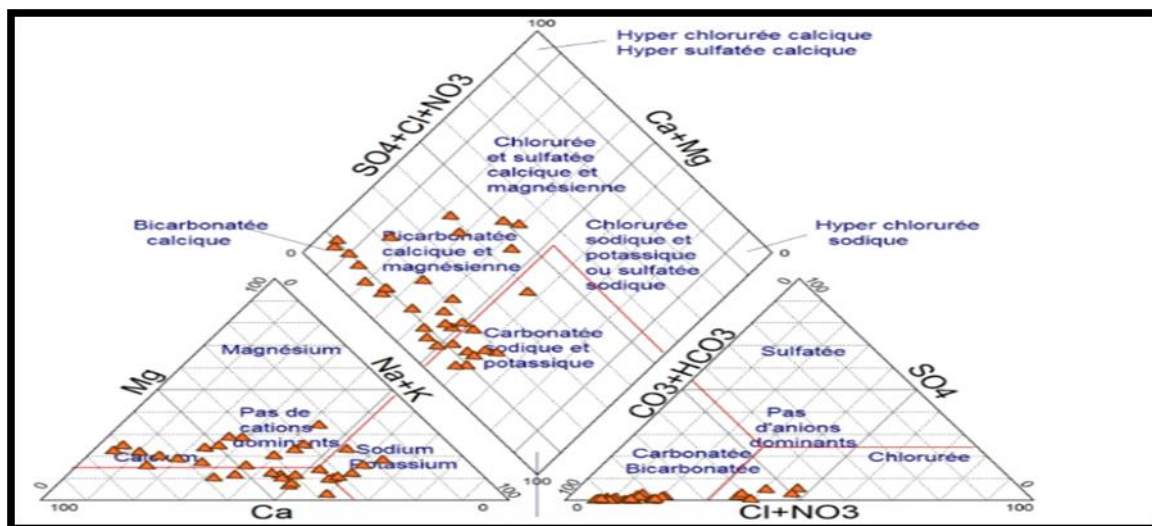 100
Hyper chlorurée calcique
Hyper sulfatée calcique
SO4+Cl+NO3
Ca+Mg
Chlorurée
et sulfatée
calcique et
magnésienne
Bicarbonatée
calcique
Bicarbonatée
calcique et
magnésienne
Chlorurée
sodique et
potassique
ou sulfatée
sodique
Hyper chlorurée
sodique
0
0
100
0
100
0
Magnésium
Mg
Na+K
Carbonatée
sodique et
potassique
CO3+HCO3
Sulfatée
SO4
Pas de
cations
dominants
Calcium
Sodium
Potassium
Pas
d'anions
dominants
Carbonatée
Bicarbonatée
Chlorurée
0
100
100
0
100
100
0
0
100
Ca
Cl+NO3